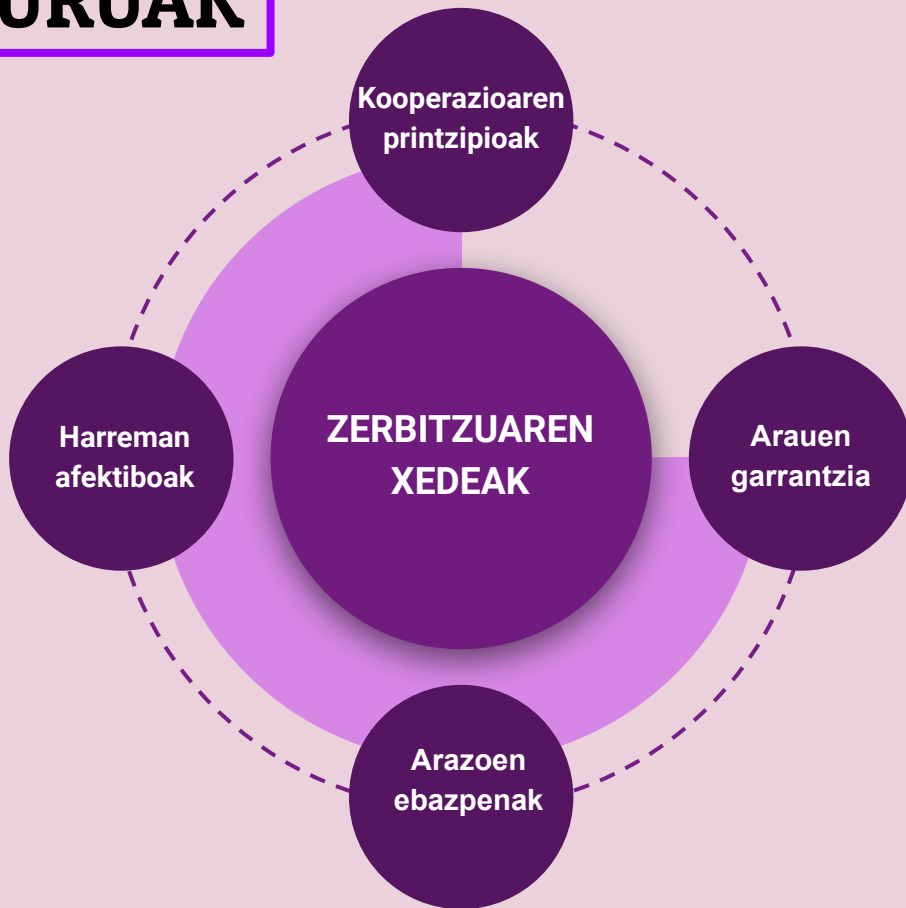 Kooperazioaren
printzipioak
Harreman
afektiboak
ZERBITZUAREN
XEDEAK
Arauen
garrantzia
Arazoen
ebazpenak